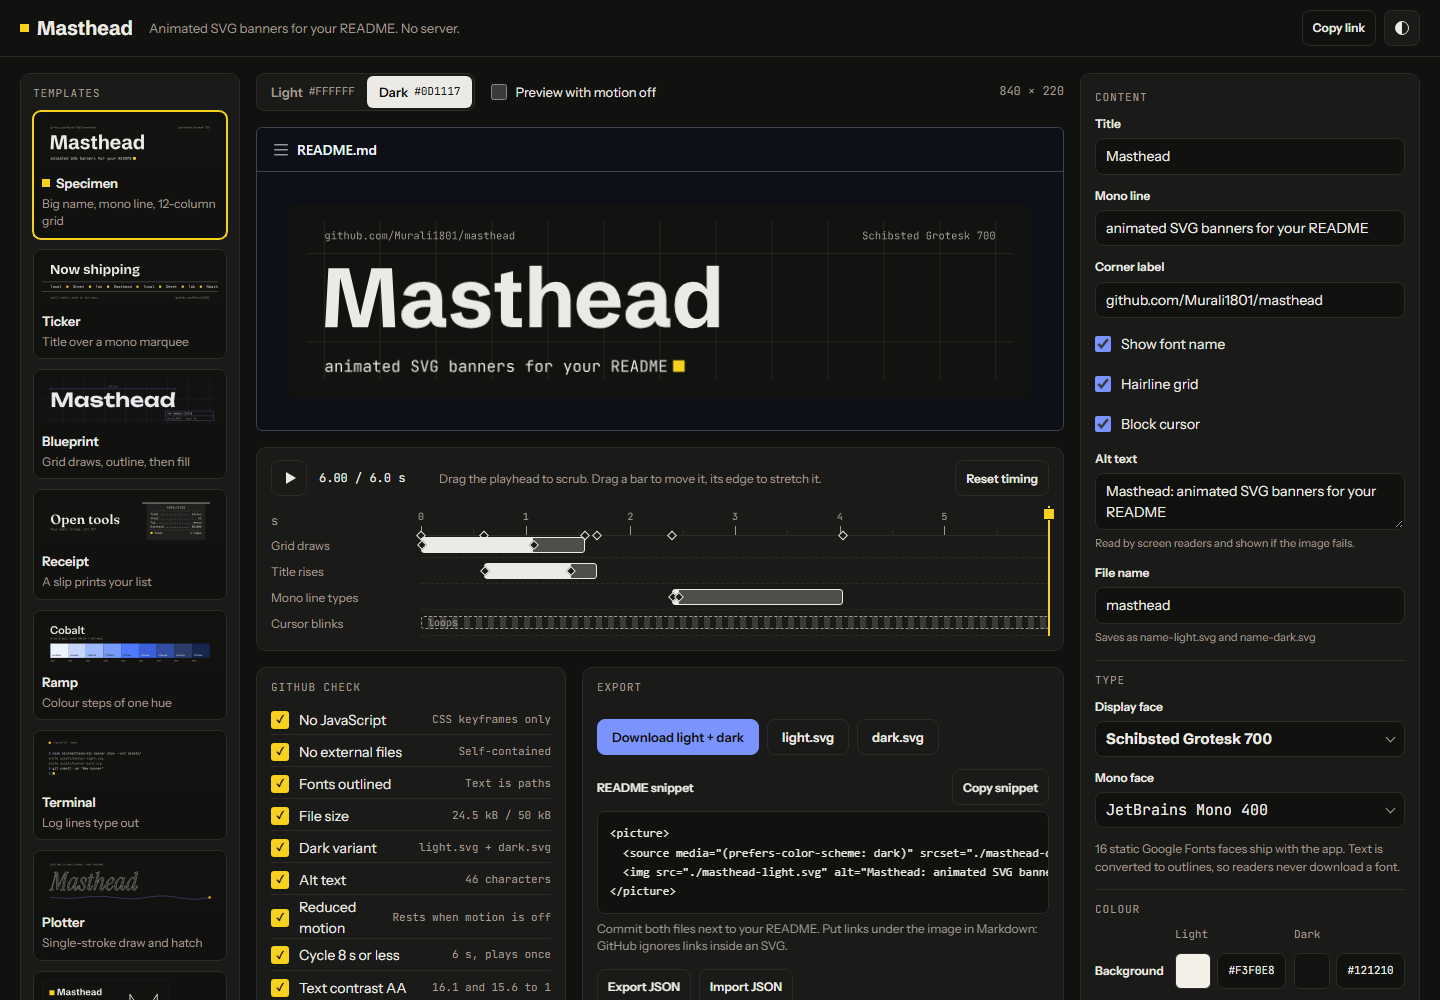 Masthead
Animated SVG banners for your README. No server.
Copy link
TEMPLATES
Masthead
animated SVG banners for your README
Specimen
Big name, mono line, 12-column
grid
Now shipping
Ticker
Title over a mono marquee
Masthead
Blueprint
Grid draws, outline, then fill
Open tools
Receipt
A slip prints your list
Cobalt
Ramp
Colour steps of one hue
Terminal
Log lines type out
Masthead
Plotter
Single-stroke draw and hatch
Masthead
Light #FFFFFF
Dark #0D1117
Preview with motion off
840 × 220
README.md
github.com/Murali1801/masthead
Schibsted Grotesk 700
Masthead
animated SVG banners for your README
6.00 / 6.0 s
Drag the playhead to scrub. Drag a bar to move it, its edge to stretch it.
Reset timing
s
0 1 2 3 4 5
Grid draws
Title rises
Mono line types
Cursor blinks
loops
GITHUB CHECK
No JavaScript CSS keyframes only
No external files Self-contained
Fonts outlined Text is paths
File size 24.5 kB / 50 kB
Dark variant light.svg + dark.svg
Alt text 46 characters
Reduced
motion
Rests when motion is off
Cycle 8 s or less 6 s, plays once
Text contrast AA 16.1 and 15.6 to 1
EXPORT
Download light + dark
light.svg
dark.svg
README snippet
Copy snippet
<picture>
<source media="(prefers-color-scheme: dark)" srcset="./masthead-d
<img src="./masthead-light.svg" alt="Masthead: animated SVG banne
</picture>
Commit both files next to your README. Put links under the image in Markdown:
GitHub ignores links inside an SVG.
Export JSON
Import JSON
CONTENT
Title
Masthead
Mono line
animated SVG banners for your README
Corner label
github.com/Murali1801/masthead
Show font name
Hairline grid
Block cursor
Alt text
Masthead: animated SVG banners for your
README
Read by screen readers and shown if the image fails.
File name
masthead
Saves as name-light.svg and name-dark.svg
TYPE
Display face
Schibsted Grotesk 700
Mono face
JetBrains Mono 400
16 static Google Fonts faces ship with the app. Text is
converted to outlines, so readers never download a font.
COLOUR
Light
Dark
Background
#F3F0E8
#121210